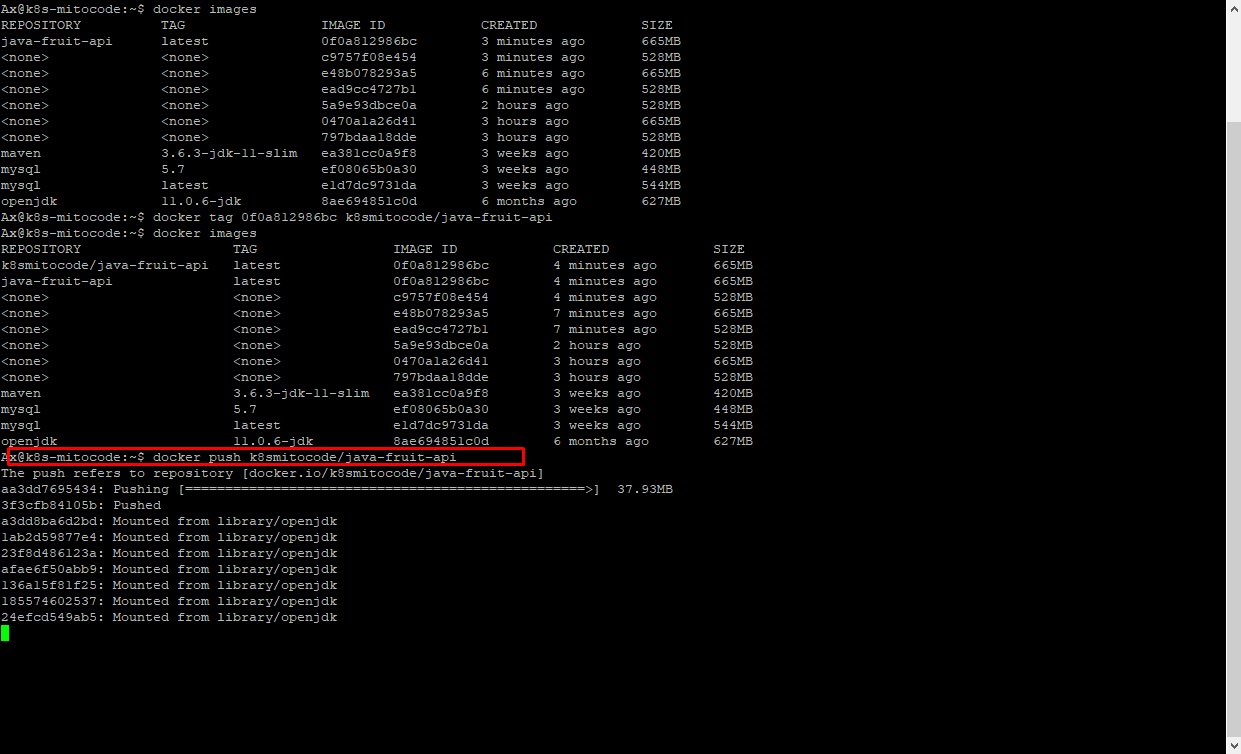 Ax@k8s-mitocode:~$ docker images
REPOSITORY TAG IMAGE ID CREATED SIZE
java-fruit-api latest 0f0a812986bc 3 minutes ago 665MB
<none> <none> c9757f08e454 3 minutes ago 528MB
<none> <none> e48b078293a5 6 minutes ago 665MB
<none> <none> ead9cc4727b1 6 minutes ago 528MB
<none> <none> 5a9e93dbce0a 2 hours ago 528MB
<none> <none> 0470a1a26d41 3 hours ago 665MB
<none> <none> 797bdaa18dde 3 hours ago 528MB
maven 3.6.3-jdk-11-slim ea381cc0a9f8 3 weeks ago 420MB
mysql 5.7 ef08065b0a30 3 weeks ago 448MB
mysql latest e1d7dc9731da 3 weeks ago 544MB
openjdk 11.0.6-jdk 8ae694851c0d 6 months ago 627MB
Ax@k8s-mitocode:~$ docker tag 0f0a812986bc k8smitocode/java-fruit-api
Ax@k8s-mitocode:~$ docker images
REPOSITORY TAG IMAGE ID CREATED SIZE
k8smitocode/java-fruit-api latest 0f0a812986bc 4 minutes ago 665MB
java-fruit-api latest 0f0a812986bc 4 minutes ago 665MB
<none> <none> c9757f08e454 4 minutes ago 528MB
<none> <none> e48b078293a5 7 minutes ago 665MB
<none> <none> ead9cc4727b1 7 minutes ago 528MB
<none> <none> 5a9e93dbce0a 2 hours ago 528MB
<none> <none> 0470a1a26d41 3 hours ago 665MB
<none> <none> 797bdaa18dde 3 hours ago 528MB
maven 3.6.3-jdk-11-slim ea381cc0a9f8 3 weeks ago 420MB
mysql 5.7 ef08065b0a30 3 weeks ago 448MB
mysql latest e1d7dc9731da 3 weeks ago 544MB
openjdk 11.0.6-jdk 8ae694851c0d 6 months ago 627MB
Ax@k8s-mitocode:~$ docker push k8smitocode/java-fruit-api
The push refers to repository [docker.io/k8smitocode/java-fruit-api]
aa3dd7695434: Pushing [==================================================>] 37.93MB
3f3cfb84105b: Pushed
a3dd8ba6d2bd: Mounted from library/openjdk
1ab2d59877e4: Mounted from library/openjdk
23f8d486123a: Mounted from library/openjdk
afae6f50abb9: Mounted from library/openjdk
136a15f81f25: Mounted from library/openjdk
185574602537: Mounted from library/openjdk
24efcd549ab5: Mounted from library/openjdk